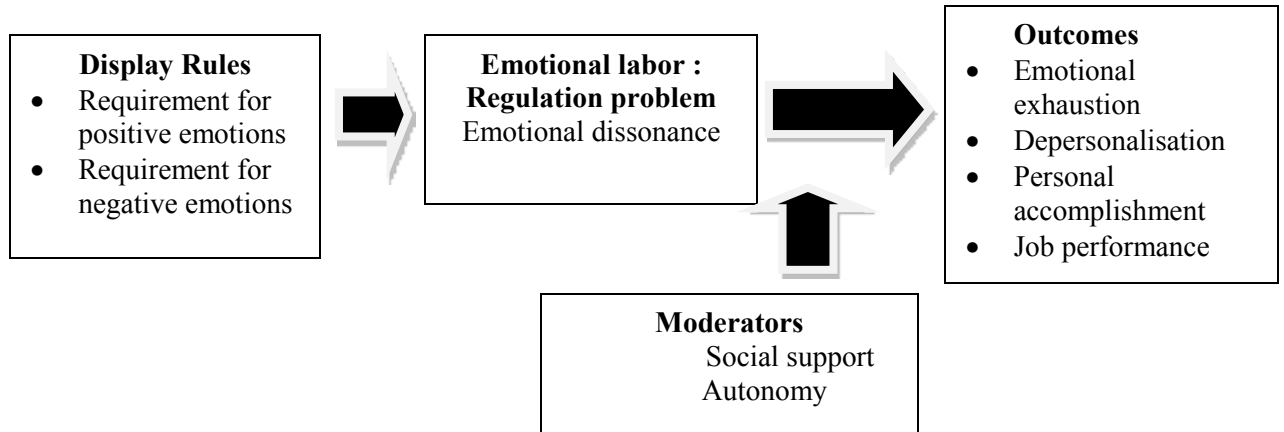 Display Rules
• Requirement for
positive emotions
• Requirement for
negative emotions
Emotional labor :
Regulation problem
Emotional dissonance
Outcomes
• Emotional
exhaustion
• Depersonalisation
• Personal
accomplishment
• Job performance
Moderators
Social support
Autonomy